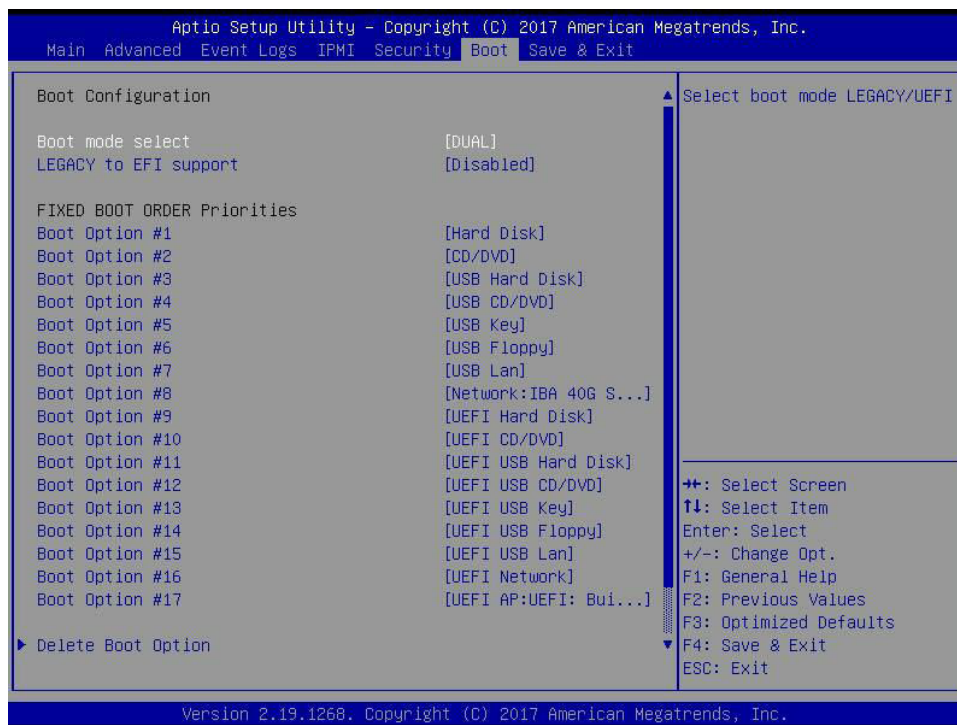 Aptio Setup Utility – Copyright (C) 2017 American Megatrends, Inc.
Main Advanced Event Logs IPMI Security Boot Save & Exit
Boot Configuration
Boot mode select [DUAL]
LEGACY to EFI support [Disabled]
FIXED BOOT ORDER Priorities
Boot Option #1 [Hard Disk]
Boot Option #2 [CD/DVD]
Boot Option #3 [USB Hard Disk]
Boot Option #4 [USB CD/DVD]
Boot Option #5 [USB Key]
Boot Option #6 [USB Floppy]
Boot Option #7 [USB Lan]
Boot Option #8 [Network:IBA 40G S...]
Boot Option #9 [UEFI Hard Disk]
Boot Option #10 [UEFI CD/DVD]
Boot Option #11 [UEFI USB Hard Disk]
Boot Option #12 [UEFI USB CD/DVD]
Boot Option #13 [UEFI USB Key]
Boot Option #14 [UEFI USB Floppy]
Boot Option #15 [UEFI USB Lan]
Boot Option #16 [UEFI Network]
Boot Option #17 [UEFI AP:UEFI: Bui...]
Delete Boot Option
Select boot mode LEGACY/UEFI
→←: Select Screen
↑↓: Select Item
Enter: Select
+/-: Change Opt.
F1: General Help
F2: Previous Values
F3: Optimized Defaults
F4: Save & Exit
ESC: Exit
Version 2.19.1268. Copyright (C) 2017 American Megatrends, Inc.